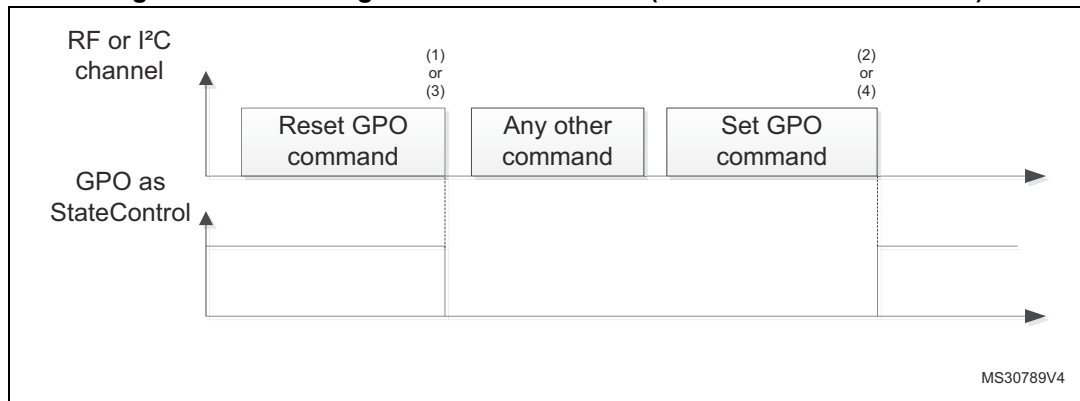 RF or I²C
channel
(1)
or
(3)
(2)
or
(4)
Reset GPO
command
Any other
command
Set GPO
command
GPO as
StateControl
MS30789V4